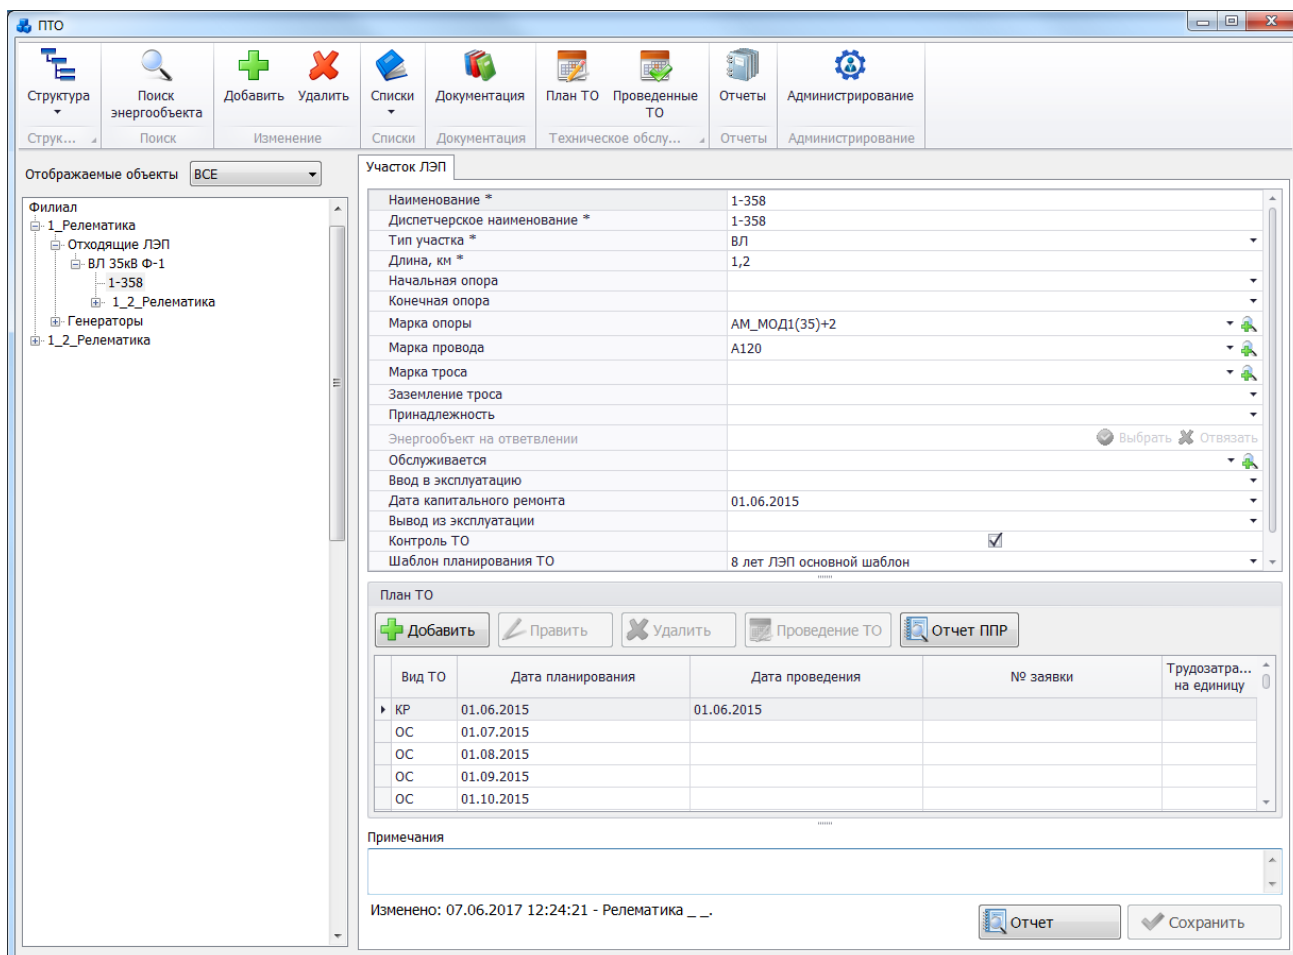 ПТО
Структура
Поиск энергообъекта
Добавить
Удалить
Списки
Документация
План ТО
Проведенные ТО
Отчеты
Администрирование
Струк...
Поиск
Изменение
Списки
Документация
Техническое обслу...
Отчеты
Администрирование
Отображаемые объекты ВСЕ
Филиал
1_Релематика
Отходящие ЛЭП
ВЛ 35кВ Ф-1
1-358
1_2_Релематика
Генераторы
1_2_Релематика
Участок ЛЭП
Наименование * 1-358
Диспетчерское наименование * 1-358
Тип участка * ВЛ
Длина, км * 1,2
Начальная опора
Конечная опора
Марка опоры АМ_МОД1(35)+2
Марка провода А120
Марка троса
Заземление троса
Принадлежность
Энергообъект на ответвлении Выбрать Отвязать
Обслуживается
Ввод в эксплуатацию
Дата капитального ремонта 01.06.2015
Вывод из эксплуатации
Контроль ТО
Шаблон планирования ТО 8 лет ЛЭП основной шаблон
План ТО
Добавить Править Удалить Проведение ТО Отчет ППР
Вид ТО Дата планирования Дата проведения № заявки Трудозатра... на единицу
КР 01.06.2015 01.06.2015
ОС 01.07.2015
ОС 01.08.2015
ОС 01.09.2015
ОС 01.10.2015
Примечания
Изменено: 07.06.2017 12:24:21 - Релематика _ _.
Отчет Сохранить